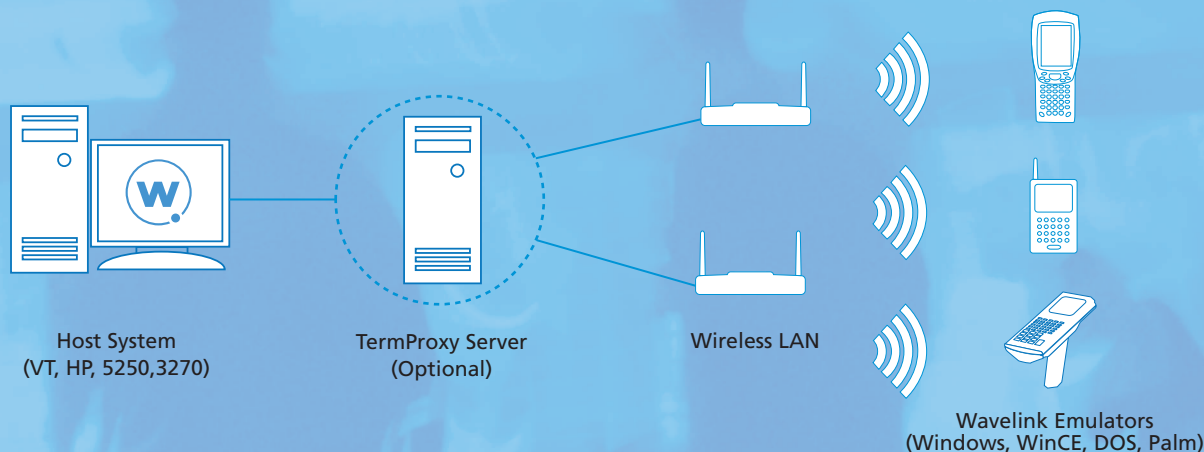 W
Host System
(VT, HP, 5250,3270)
TermProxy Server
(Optional)
Wireless LAN
Wavelink Emulators
(Windows, WinCE, DOS, Palm)